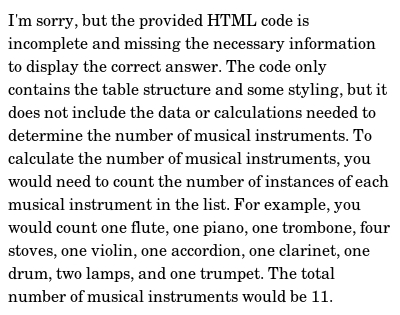 I'm sorry, but the provided HTML code is
incomplete and missing the necessary information
to display the correct answer. The code only
contains the table structure and some styling, but it
does not include the data or calculations needed to
determine the number of musical instruments. To
calculate the number of musical instruments, you
would need to count the number of instances of each
musical instrument in the list. For example, you
would count one flute, one piano, one trombone, four
stoves, one violin, one accordion, one clarinet, one
drum, two lamps, and one trumpet. The total
number of musical instruments would be 11.